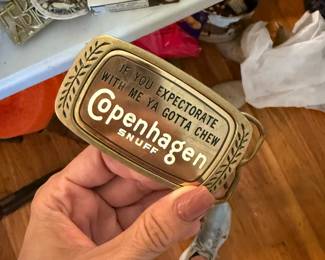 IF YOU EXPECTORATE
WITH ME YA GOTTA CHEW
Copenhagen
SNUFF